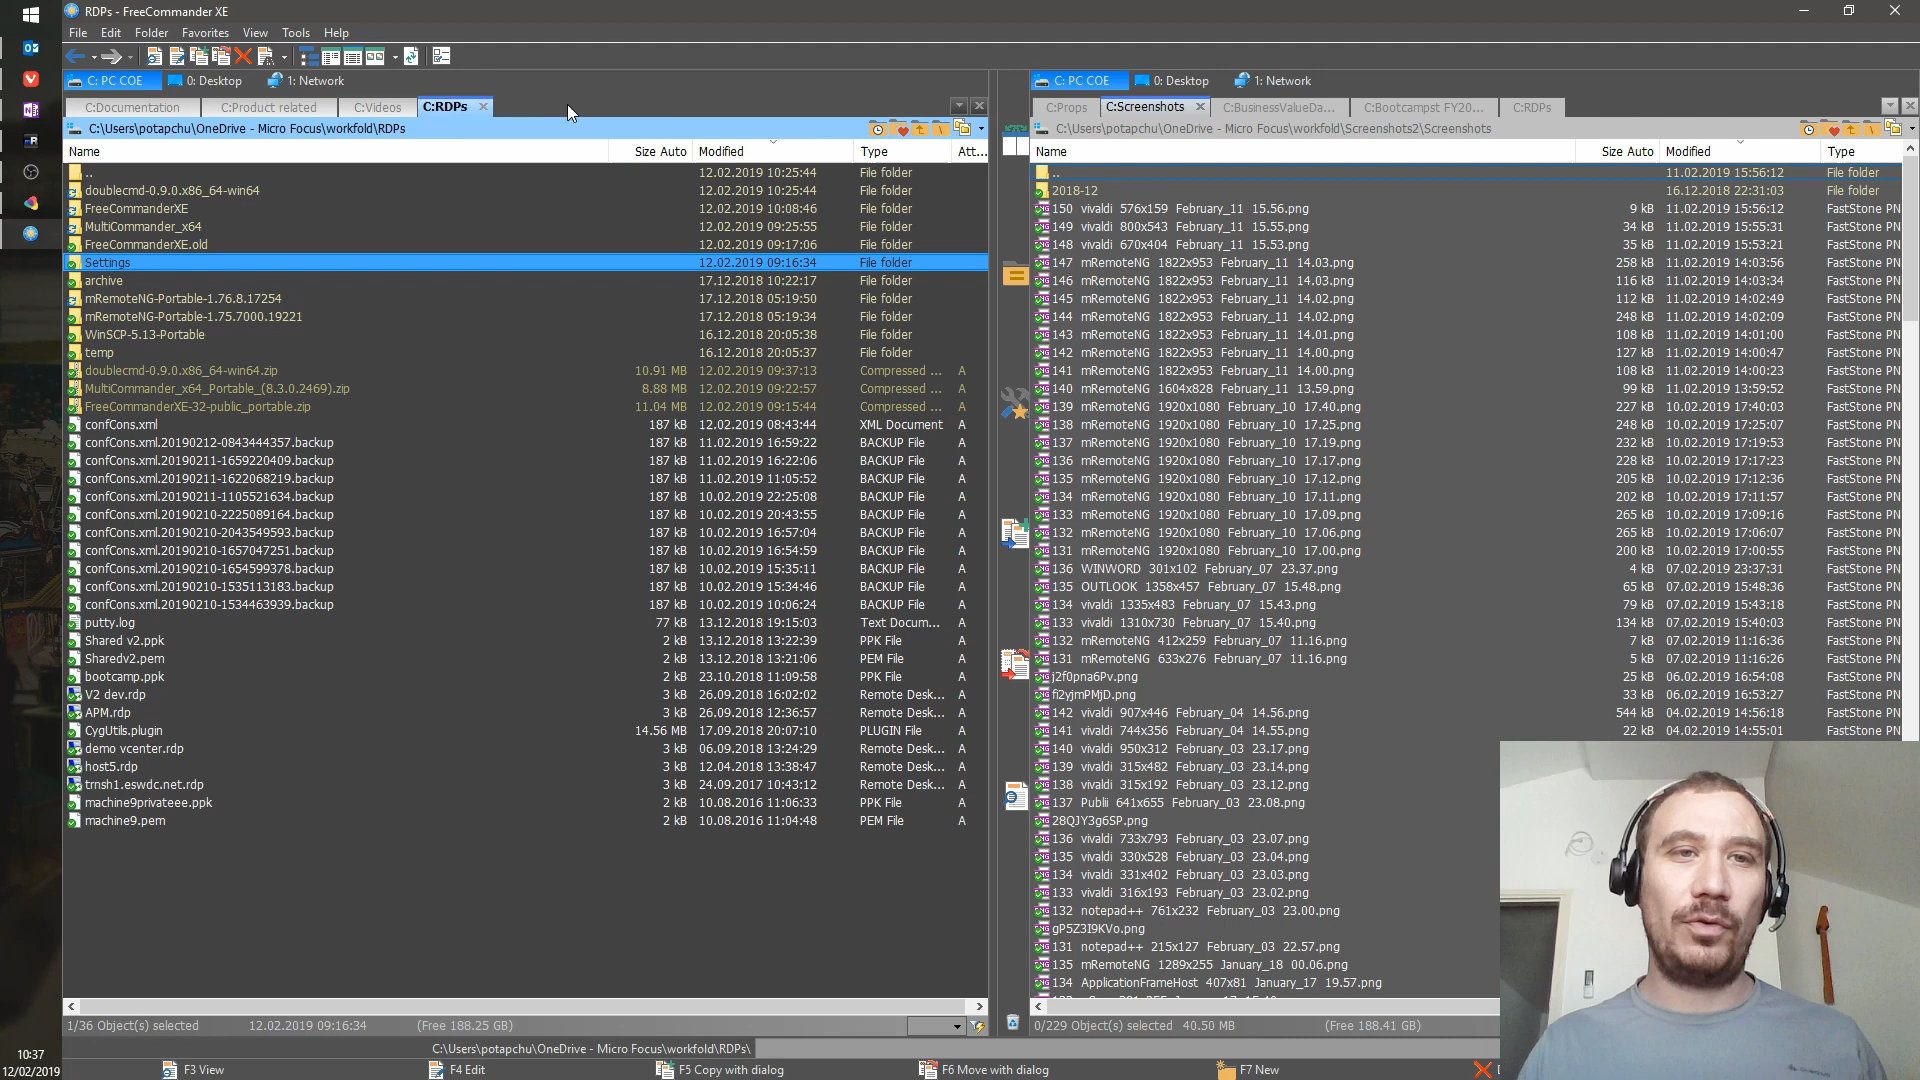 RDPs - FreeCommander XE
File Edit Folder Favorites View Tools Help
C: PC COE 0: Desktop 1: Network
C:Documentation C:Product related C:Videos C:RDPs
C:\Users\potapchu\OneDrive - Micro Focus\workfold\RDPs
Name Size Auto Modified Type Att...
.. 12.02.2019 10:25:44 File folder
doublecmd-0.9.0.x86_64-win64 12.02.2019 10:25:44 File folder
FreeCommanderXE 12.02.2019 10:08:46 File folder
MultiCommander_x64 12.02.2019 09:25:55 File folder
FreeCommanderXE.old 12.02.2019 09:17:06 File folder
Settings 12.02.2019 09:16:34 File folder
archive 17.12.2018 10:22:17 File folder
mRemoteNG-Portable-1.76.8.17254 17.12.2018 05:19:50 File folder
mRemoteNG-Portable-1.75.7000.19221 17.12.2018 05:19:34 File folder
WinSCP-5.13-Portable 16.12.2018 20:05:38 File folder
temp 16.12.2018 20:05:37 File folder
doublecmd-0.9.0.x86_64-win64.zip 10.91 MB 12.02.2019 09:37:13 Compressed ... A
MultiCommander_x64_Portable_(8.3.0.2469).zip 8.88 MB 12.02.2019 09:22:57 Compressed ... A
FreeCommanderXE-32-public_portable.zip 11.04 MB 12.02.2019 09:15:44 Compressed ... A
confCons.xml 187 kB 12.02.2019 08:43:44 XML Document A
confCons.xml.20190212-0843444357.backup 187 kB 11.02.2019 16:59:22 BACKUP File A
confCons.xml.20190211-1659220409.backup 187 kB 11.02.2019 16:22:06 BACKUP File A
confCons.xml.20190211-1622068219.backup 187 kB 11.02.2019 11:05:52 BACKUP File A
confCons.xml.20190211-1105521634.backup 187 kB 10.02.2019 22:25:08 BACKUP File A
confCons.xml.20190210-2225089164.backup 187 kB 10.02.2019 20:43:55 BACKUP File A
confCons.xml.20190210-2043549593.backup 187 kB 10.02.2019 16:57:04 BACKUP File A
confCons.xml.20190210-1657047251.backup 187 kB 10.02.2019 16:54:59 BACKUP File A
confCons.xml.20190210-1654599378.backup 187 kB 10.02.2019 15:35:11 BACKUP File A
confCons.xml.20190210-1535113183.backup 187 kB 10.02.2019 15:34:46 BACKUP File A
confCons.xml.20190210-1534463939.backup 187 kB 10.02.2019 10:06:24 BACKUP File A
putty.log 77 kB 13.12.2018 19:15:03 Text Docum... A
Shared v2.ppk 2 kB 13.12.2018 13:22:39 PPK File A
Sharedv2.pem 2 kB 13.12.2018 13:21:06 PEM File A
bootcamp.ppk 2 kB 23.10.2018 11:09:58 PPK File A
V2 dev.rdp 3 kB 26.09.2018 16:02:02 Remote Desk... A
APM.rdp 3 kB 26.09.2018 12:36:57 Remote Desk... A
CygUtils.plugin 14.56 MB 17.09.2018 20:07:10 PLUGIN File A
demo vcenter.rdp 3 kB 06.09.2018 13:24:29 Remote Desk... A
host5.rdp 3 kB 12.04.2018 13:38:47 Remote Desk... A
trnsh1.eswdc.net.rdp 3 kB 24.09.2017 10:43:12 Remote Desk... A
machine9privateee.ppk 2 kB 10.08.2016 11:06:33 PPK File A
machine9.pem 2 kB 10.08.2016 11:04:48 PEM File A
1/36 Object(s) selected 12.02.2019 09:16:34 (Free 188.25 GB)
C: PC COE 0: Desktop 1: Network
C:Props C:Screenshots C:BusinessValueDa... C:Bootcampst FY20... C:RDPs
C:\Users\potapchu\OneDrive - Micro Focus\workfold\Screenshots2\Screenshots
Name Size Auto Modified Type
.. 11.02.2019 15:56:12 File folder
2018-12 16.12.2018 22:31:03 File folder
150 vivaldi 576x159 February_11 15.56.png 9 kB 11.02.2019 15:56:12 FastStone PN
149 vivaldi 800x543 February_11 15.55.png 34 kB 11.02.2019 15:55:31 FastStone PN
148 vivaldi 670x404 February_11 15.53.png 35 kB 11.02.2019 15:53:21 FastStone PN
147 mRemoteNG 1822x953 February_11 14.03.png 258 kB 11.02.2019 14:03:56 FastStone PN
146 mRemoteNG 1822x953 February_11 14.03.png 116 kB 11.02.2019 14:03:34 FastStone PN
145 mRemoteNG 1822x953 February_11 14.02.png 112 kB 11.02.2019 14:02:49 FastStone PN
144 mRemoteNG 1822x953 February_11 14.02.png 248 kB 11.02.2019 14:02:09 FastStone PN
143 mRemoteNG 1822x953 February_11 14.01.png 108 kB 11.02.2019 14:01:00 FastStone PN
142 mRemoteNG 1822x953 February_11 14.00.png 127 kB 11.02.2019 14:00:47 FastStone PN
141 mRemoteNG 1822x953 February_11 14.00.png 108 kB 11.02.2019 14:00:23 FastStone PN
140 mRemoteNG 1604x828 February_11 13.59.png 99 kB 11.02.2019 13:59:52 FastStone PN
139 mRemoteNG 1920x1080 February_10 17.40.png 227 kB 10.02.2019 17:40:03 FastStone PN
138 mRemoteNG 1920x1080 February_10 17.25.png 248 kB 10.02.2019 17:25:07 FastStone PN
137 mRemoteNG 1920x1080 February_10 17.19.png 232 kB 10.02.2019 17:19:53 FastStone PN
136 mRemoteNG 1920x1080 February_10 17.17.png 228 kB 10.02.2019 17:17:23 FastStone PN
135 mRemoteNG 1920x1080 February_10 17.12.png 205 kB 10.02.2019 17:12:36 FastStone PN
134 mRemoteNG 1920x1080 February_10 17.11.png 202 kB 10.02.2019 17:11:57 FastStone PN
133 mRemoteNG 1920x1080 February_10 17.09.png 265 kB 10.02.2019 17:09:16 FastStone PN
132 mRemoteNG 1920x1080 February_10 17.06.png 265 kB 10.02.2019 17:06:07 FastStone PN
131 mRemoteNG 1920x1080 February_10 17.00.png 200 kB 10.02.2019 17:00:55 FastStone PN
136 WINWORD 301x102 February_07 23.37.png 4 kB 07.02.2019 23:37:31 FastStone PN
135 OUTLOOK 1358x457 February_07 15.48.png 65 kB 07.02.2019 15:48:36 FastStone PN
134 vivaldi 1335x483 February_07 15.43.png 79 kB 07.02.2019 15:43:18 FastStone PN
133 vivaldi 1310x730 February_07 15.40.png 134 kB 07.02.2019 15:40:03 FastStone PN
132 mRemoteNG 412x259 February_07 11.16.png 7 kB 07.02.2019 11:16:36 FastStone PN
131 mRemoteNG 633x276 February_07 11.16.png 5 kB 07.02.2019 11:16:26 FastStone PN
j2f0pna6Pv.png 25 kB 06.02.2019 16:54:08 FastStone PN
fi2yjmPMjD.png 33 kB 06.02.2019 16:53:27 FastStone PN
142 vivaldi 907x446 February_04 14.56.png 544 kB 04.02.2019 14:56:18 FastStone PN
141 vivaldi 744x356 February_04 14.55.png 22 kB 04.02.2019 14:55:01 FastStone PN
140 vivaldi 950x312 February_03 23.17.png
139 vivaldi 315x482 February_03 23.14.png
138 vivaldi 315x192 February_03 23.12.png
137 Publii 641x655 February_03 23.08.png
28QJY3g6SP.png
136 vivaldi 733x793 February_03 23.07.png
135 vivaldi 330x528 February_03 23.04.png
134 vivaldi 331x402 February_03 23.03.png
133 vivaldi 316x193 February_03 23.02.png
132 notepad++ 761x232 February_03 23.00.png
gP5Z3I9KVo.png
131 notepad++ 215x127 February_03 22.57.png
135 mRemoteNG 1289x255 January_18 00.06.png
134 ApplicationFrameHost 407x81 January_17 19.57.png
0/229 Object(s) selected 40.50 MB (Free 188.41 GB)
C:\Users\potapchu\OneDrive - Micro Focus\workfold\RDPs\
F3 View F4 Edit F5 Copy with dialog F6 Move with dialog F7 New
10:37
12/02/2019